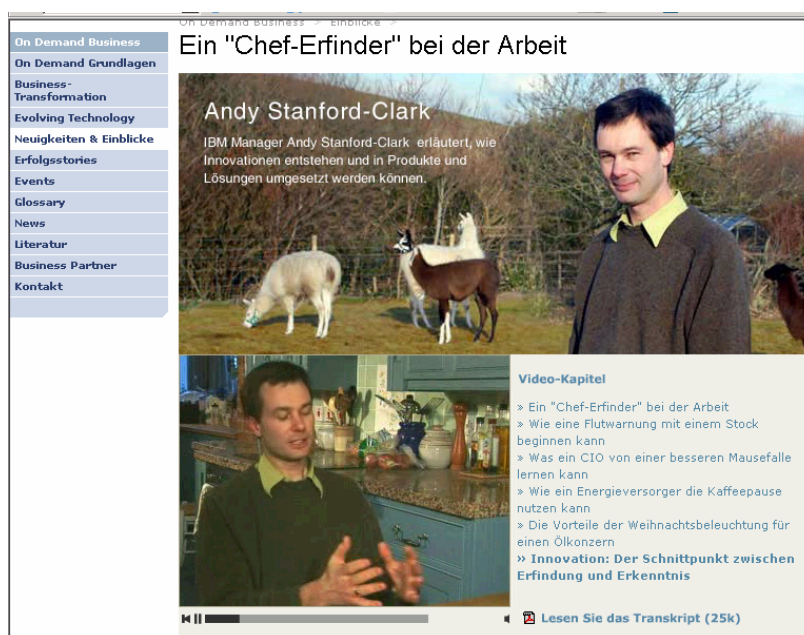 On Demand Business > Einblicke >
On Demand Business
On Demand Grundlagen
Business-
Transformation
Evolving Technology
Neuigkeiten & Einblicke
Erfolgsstories
Events
Glossary
News
Literatur
Business Partner
Kontakt
Ein "Chef-Erfinder" bei der Arbeit
Andy Stanford-Clark
IBM Manager Andy Stanford-Clark erläutert, wie
Innovationen entstehen und in Produkte und
Lösungen umgesetzt werden können.
Video-Kapitel
» Ein "Chef-Erfinder" bei der Arbeit
» Wie eine Flutwarnung mit einem Stock
beginnen kann
» Was ein CIO von einer besseren Mausefalle
lernen kann
» Wie ein Energieversorger die Kaffeepause
nutzen kann
» Die Vorteile der Weihnachtsbeleuchtung für
einen Ölkonzern
» Innovation: Der Schnittpunkt zwischen
Erfindung und Erkenntnis
Lesen Sie das Transkript (25k)